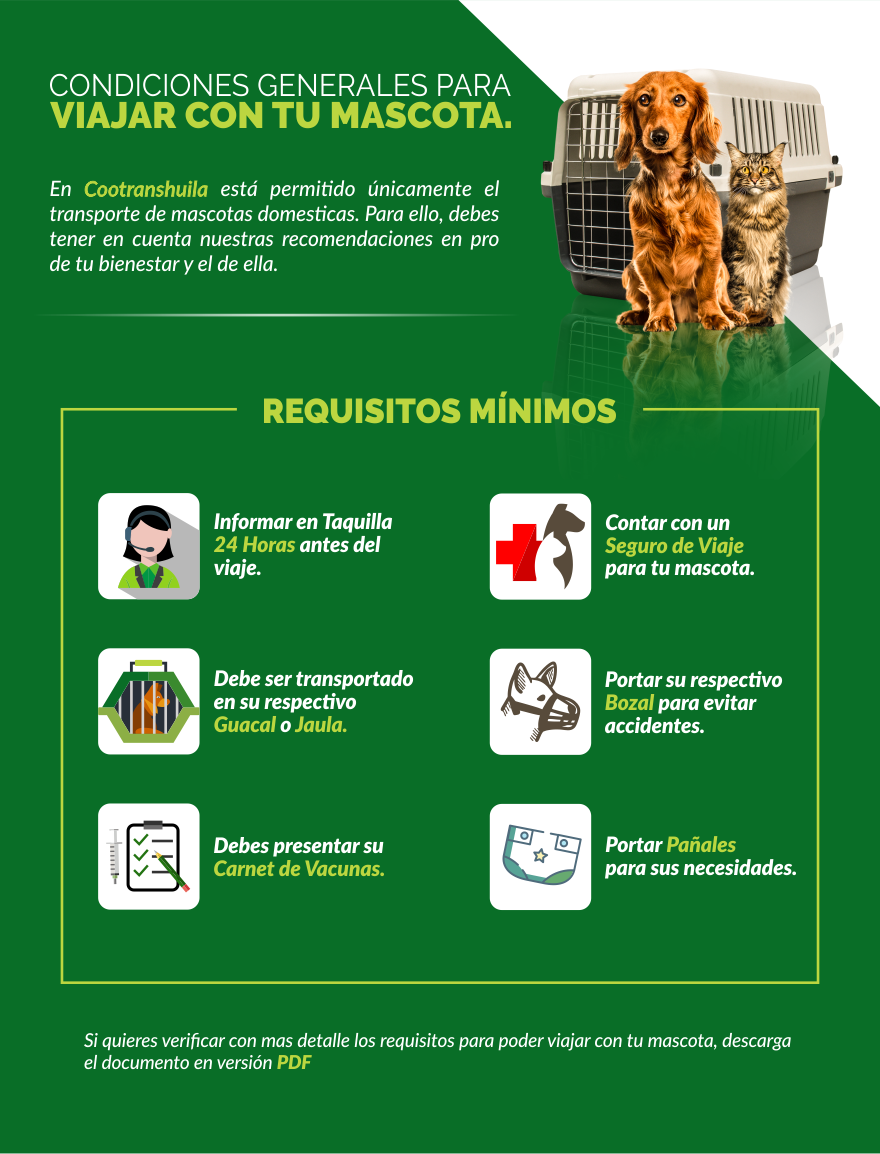 CONDICIONES GENERALES PARA
VIAJAR CON TU MASCOTA.
En Cootranshuila está permitido únicamente el
transporte de mascotas domesticas. Para ello, debes
tener en cuenta nuestras recomendaciones en pro
de tu bienestar y el de ella.
REQUISITOS MÍNIMOS
Informar en Taquilla
24 Horas antes del
viaje.
Contar con un
Seguro de Viaje
para tu mascota.
Debe ser transportado
en su respectivo
Guacal o Jaula.
Portar su respectivo
Bozal para evitar
accidentes.
Debes presentar su
Carnet de Vacunas.
Portar Pañales
para sus necesidades.
Si quieres verificar con mas detalle los requisitos para poder viajar con tu mascota, descarga
el documento en versión PDF